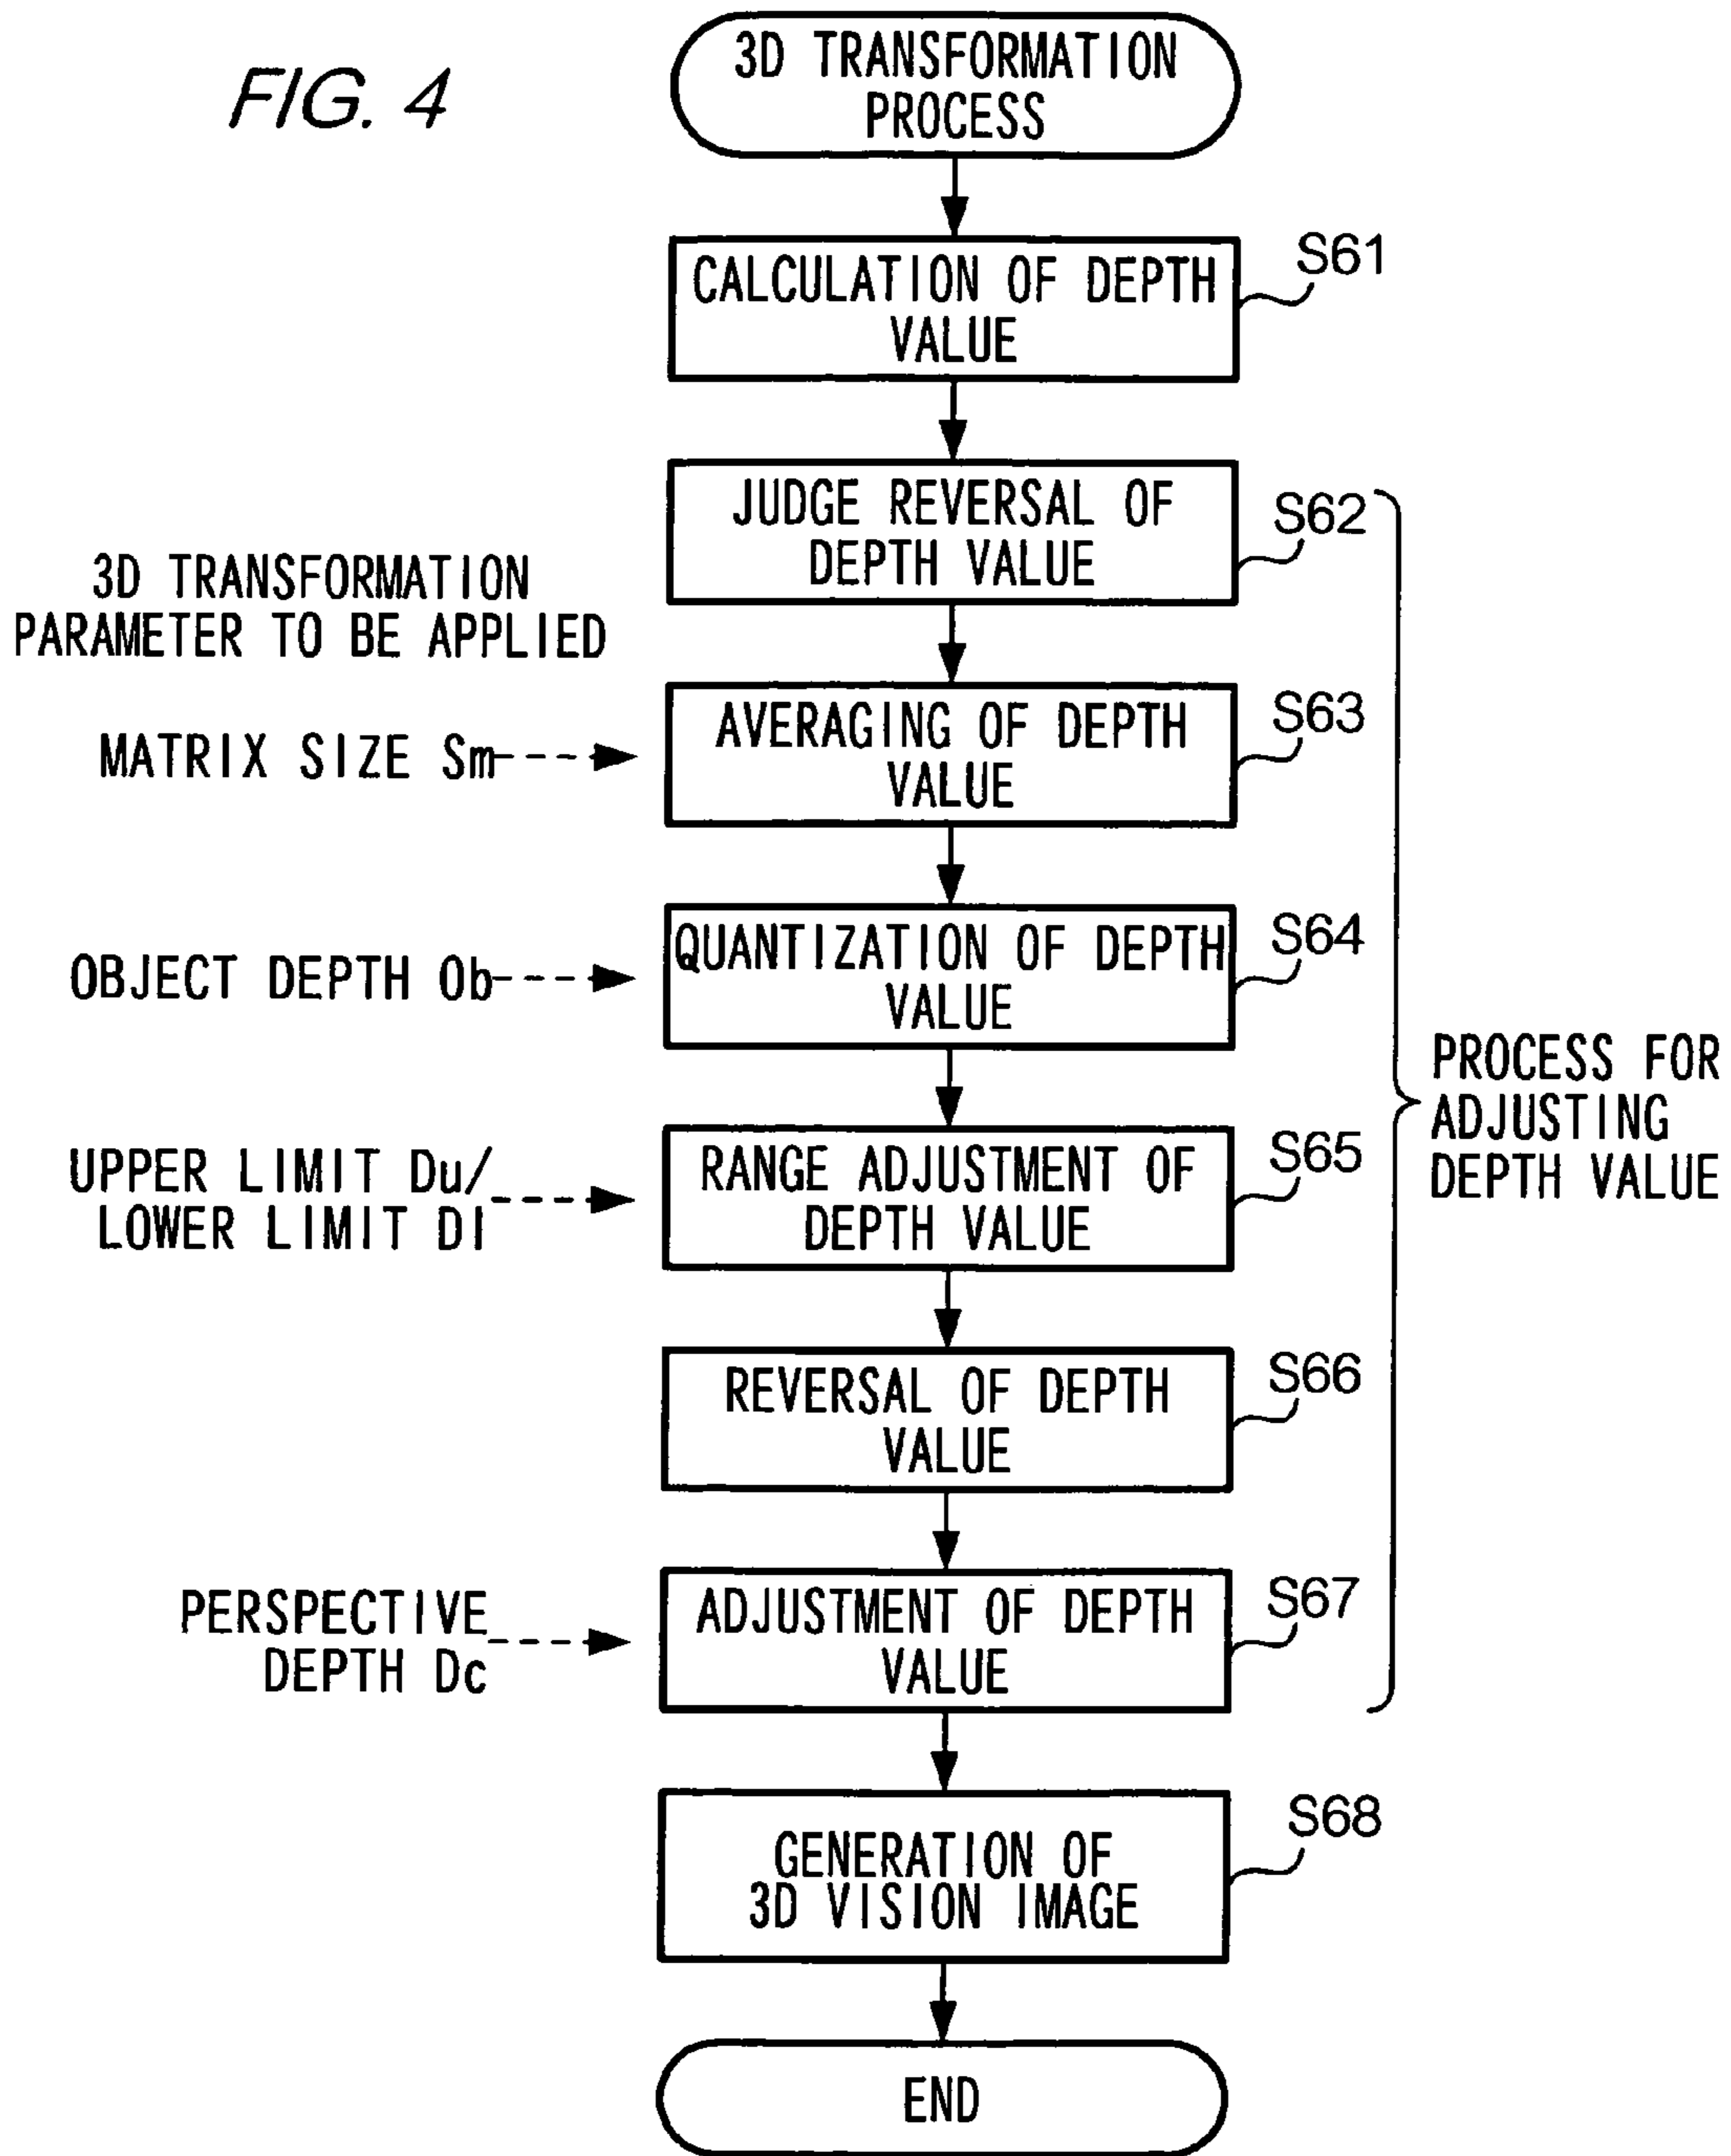 FIG. 4
3D TRANSFORMATION
PROCESS
CALCULATION OF DEPTH
VALUE
S61
JUDGE REVERSAL OF
DEPTH VALUE
S62
3D TRANSFORMATION
PARAMETER TO BE APPLIED
MATRIX SIZE Sm
AVERAGING OF DEPTH
VALUE
S63
OBJECT DEPTH Ob
QUANTIZATION OF DEPTH
VALUE
S64
PROCESS FOR
ADJUSTING
DEPTH VALUE
UPPER LIMIT Du/
LOWER LIMIT Dl
RANGE ADJUSTMENT OF
DEPTH VALUE
S65
REVERSAL OF DEPTH
VALUE
S66
PERSPECTIVE
DEPTH Dc
ADJUSTMENT OF DEPTH
VALUE
S67
GENERATION OF
3D VISION IMAGE
S68
END